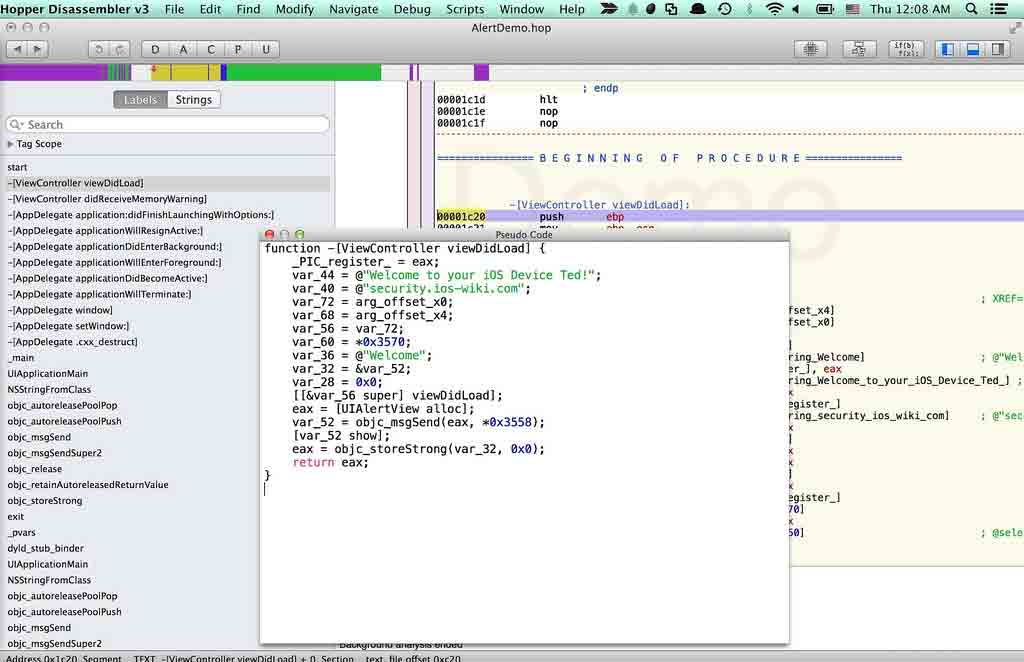 Hopper Disassembler v3 File Edit Find Modify Navigate Debug Scripts Window Help Thu 12:08 AM
AlertDemo.hop
D A C P U if(b) f(x);
Labels Strings
Search
Tag Scope
start
-[ViewController viewDidLoad]
-[ViewController didReceiveMemoryWarning]
-[AppDelegate application:didFinishLaunchingWithOptions:]
-[AppDelegate applicationWillResignActive:]
-[AppDelegate applicationDidEnterBackground:]
-[AppDelegate applicationWillEnterForeground:]
-[AppDelegate applicationDidBecomeActive:]
-[AppDelegate applicationWillTerminate:]
-[AppDelegate window]
-[AppDelegate setWindow:]
-[AppDelegate .cxx_destruct]
_main
UIApplicationMain
NSStringFromClass
objc_autoreleasePoolPop
objc_autoreleasePoolPush
objc_msgSend
objc_msgSendSuper2
objc_release
objc_retainAutoreleasedReturnValue
objc_storeStrong
exit
_pvars
dyld_stub_binder
UIApplicationMain
NSStringFromClass
objc_autoreleasePoolPop
objc_autoreleasePoolPush
objc_msgSend
objc_msgSendSuper2
; endp
00001c1d hlt
00001c1e nop
00001c1f nop
================ B E G I N N I N G   O F   P R O C E D U R E ================
Demo
-[ViewController viewDidLoad]:
00001c20 push ebp
Pseudo Code
function -[ViewController viewDidLoad] {
_PIC_register_ = eax;
var_44 = @"Welcome to your iOS Device Ted!";
var_40 = @"security.ios-wiki.com";
var_72 = arg_offset_x0;
var_68 = arg_offset_x4;
var_56 = var_72;
var_60 = *0x3570;
var_36 = @"Welcome";
var_32 = &var_52;
var_28 = 0x0;
[[&var_56 super] viewDidLoad];
eax = [UIAlertView alloc];
var_52 = objc_msgSend(eax, *0x3558);
[var_52 show];
eax = objc_storeStrong(var_32, 0x0);
return eax;
}
; XREF=
fset_x4]
fset_x0]
]
ring_Welcome] ; @"Wel
er_], eax
ring_Welcome_to_your_iOS_Device_Ted_] ;
egister_]
ring_security_ios_wiki_com] ; @"sec
]
x
x
]
x
egister_]
70]
x
50] ; @selo
Background analysis ended
Address 0x1c20, Segment __TEXT, -[ViewController viewDidLoad] + 0, Section __text, file offset 0xc20